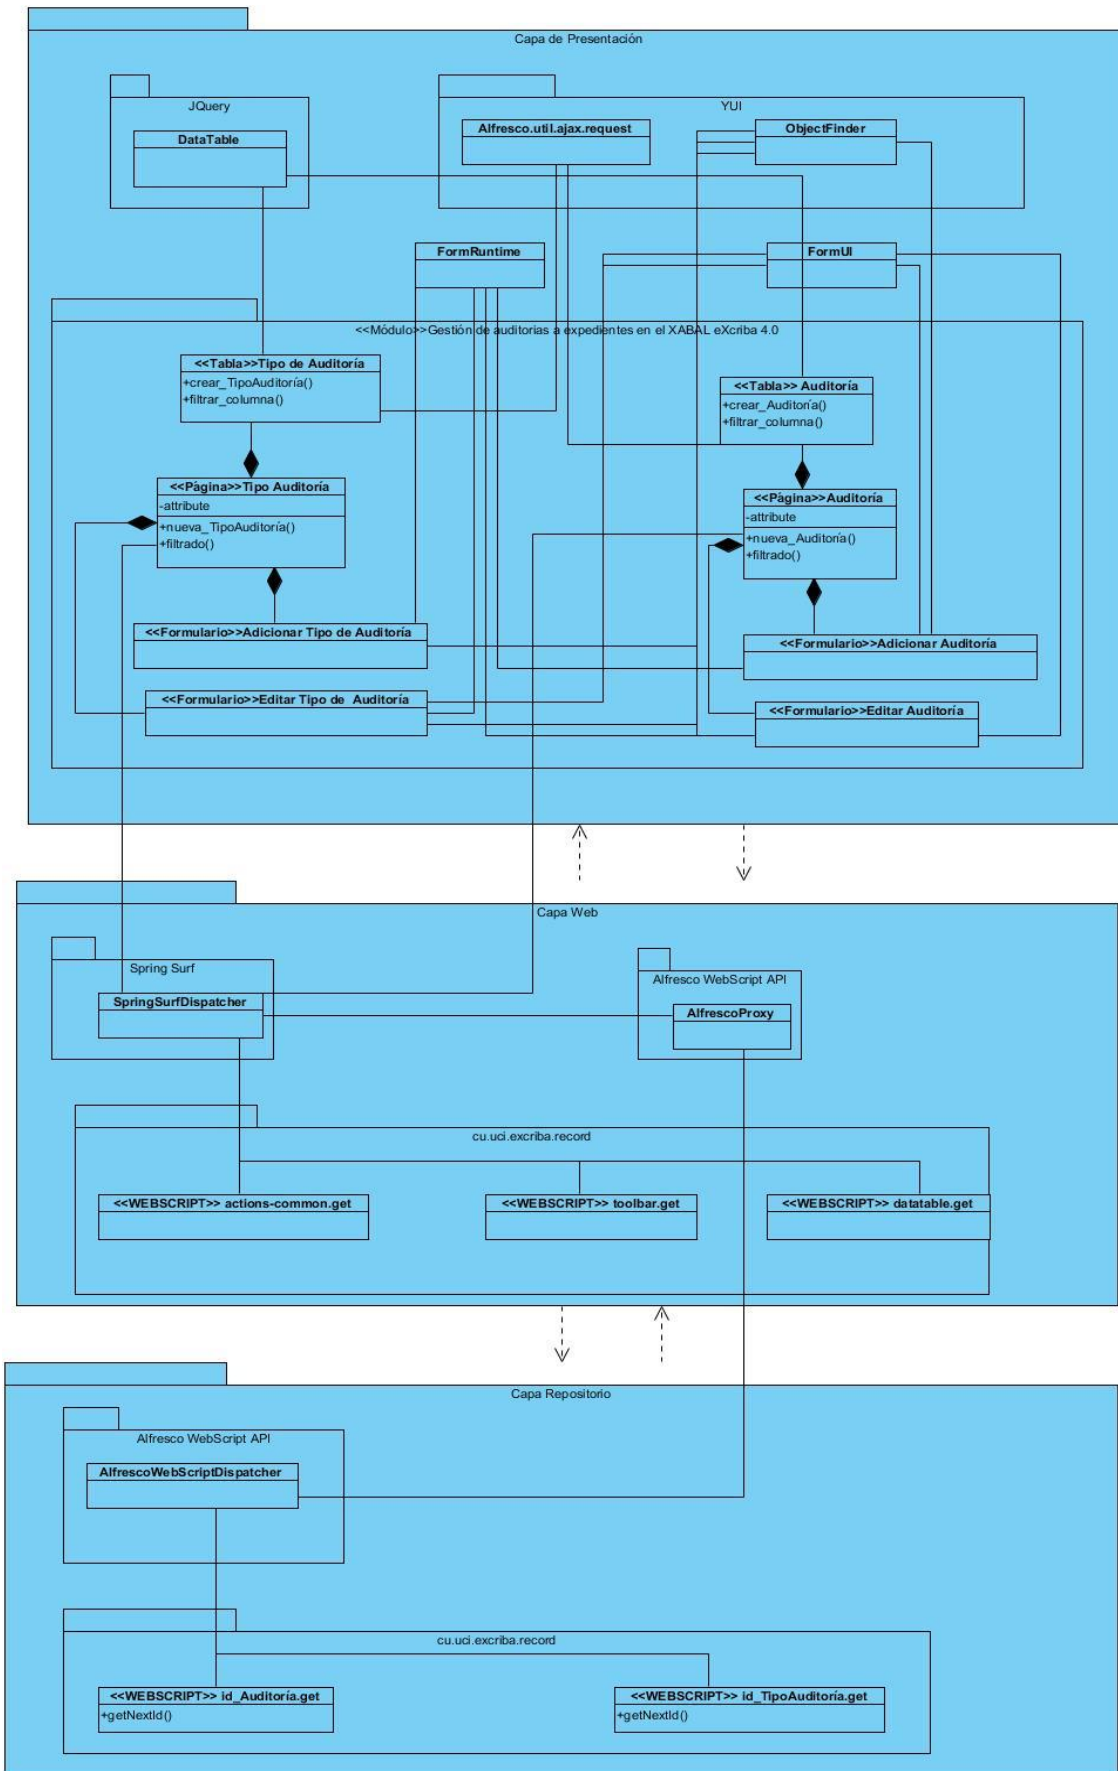 Capa de Presentación
JQuery
YUI
DataTable
Alfresco.util.ajax.request
ObjectFinder
FormRuntime
FormUI
<<Módulo>>Gestión de auditorias a expedientes en el XABAL eXcriba 4.0
<<Tabla>>Tipo de Auditoría
+crear_TipoAuditoría()
+filtrar_columna()
<<Tabla>> Auditoría
+crear_Auditoría()
+filtrar_columna()
<<Página>>Tipo Auditoría
-attribute
+nueva_TipoAuditoría()
+filtrado()
<<Página>>Auditoría
-attribute
+nueva_Auditoría()
+filtrado()
<<Formulario>>Adicionar Tipo de Auditoría
<<Formulario>>Adicionar Auditoría
<<Formulario>>Editar Tipo de  Auditoría
<<Formulario>>Editar Auditoría
Capa Web
Spring Surf
Alfresco WebScript API
SpringSurfDispatcher
AlfrescoProxy
cu.uci.excriba.record
<<WEBSCRIPT>> actions-common.get
<<WEBSCRIPT>> toolbar.get
<<WEBSCRIPT>> datatable.get
Capa Repositorio
Alfresco WebScript API
AlfrescoWebScriptDispatcher
cu.uci.excriba.record
<<WEBSCRIPT>> id_Auditoría.get
+getNextId()
<<WEBSCRIPT>> id_TipoAuditoría.get
+getNextId()